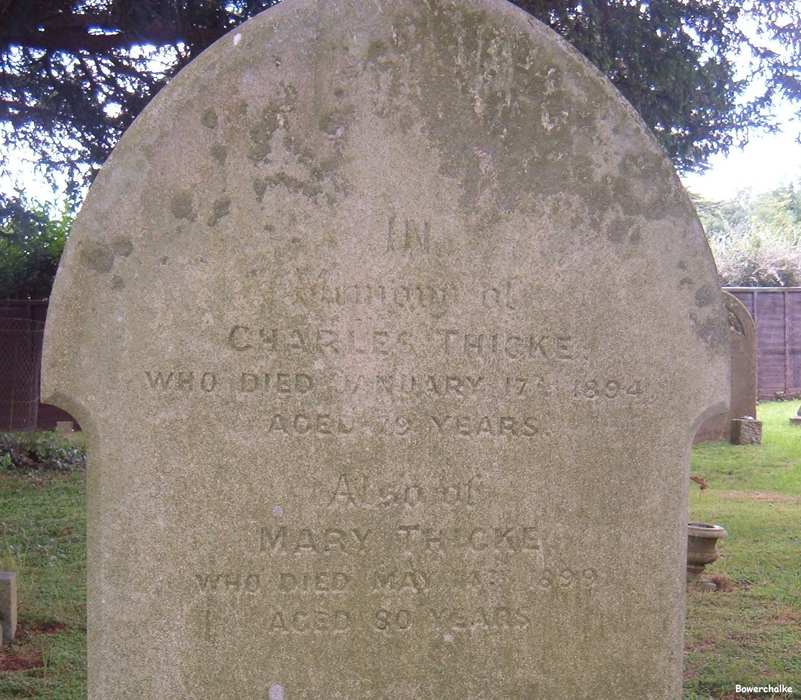 IN
Memory of
CHARLES THICKE
WHO DIED JANUARY 17th 1894
AGED 79 YEARS.
Also of
MARY THICKE
WHO DIED MAY 1899
AGED 80 YEARS
Bowerchalke